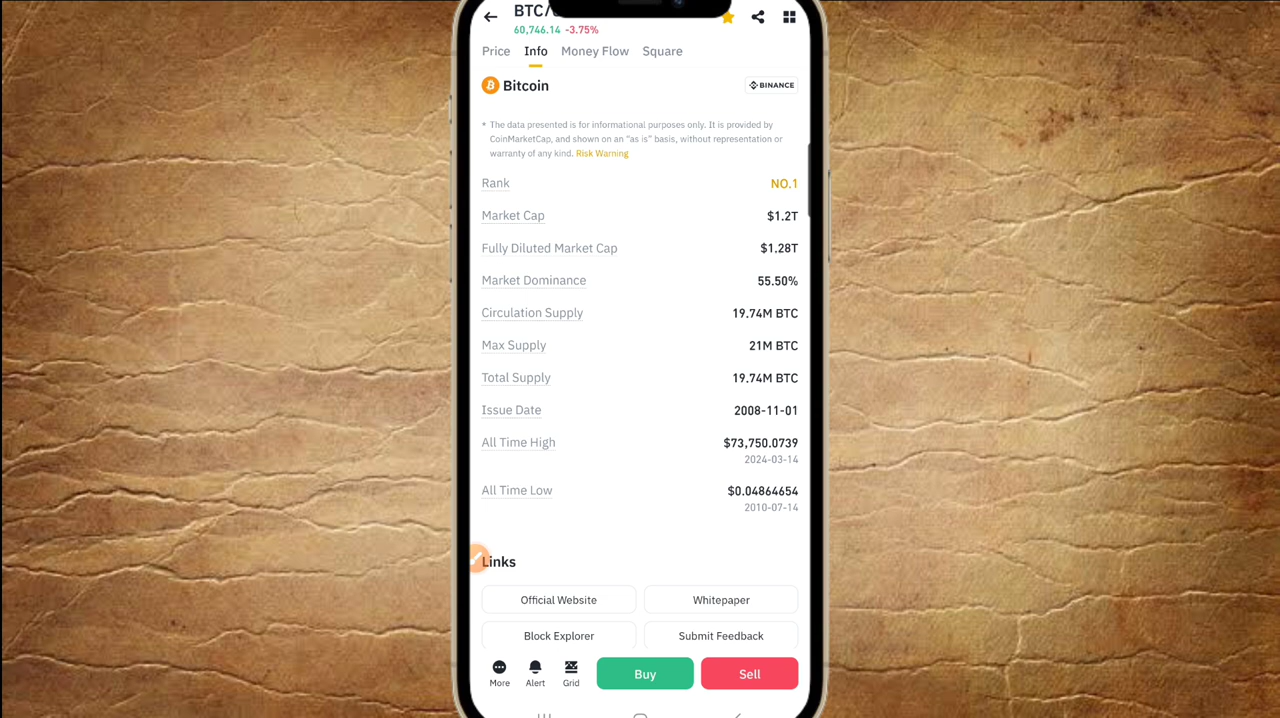 BTC/
60,746.14 -3.75%
Price Info Money Flow Square
Bitcoin
BINANCE
* The data presented is for informational purposes only. It is provided by
CoinMarketCap, and shown on an "as is" basis, without representation or
warranty of any kind. Risk Warning
Rank NO.1
Market Cap $1.2T
Fully Diluted Market Cap $1.28T
Market Dominance 55.50%
Circulation Supply 19.74M BTC
Max Supply 21M BTC
Total Supply 19.74M BTC
Issue Date 2008-11-01
All Time High $73,750.0739
2024-03-14
All Time Low $0.04864654
2010-07-14
Links
Official Website Whitepaper
Block Explorer Submit Feedback
More Alert Grid Buy Sell